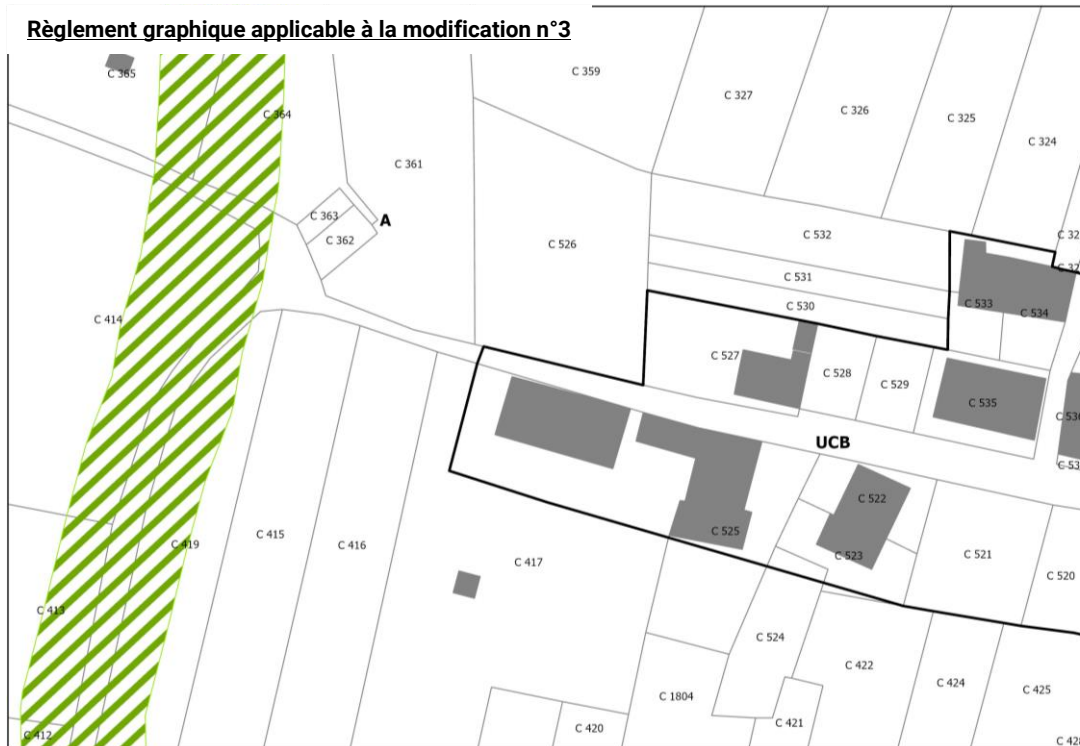 Règlement graphique applicable à la modification n°3
C 365
C 359
C 327
C 326
C 325
C 324
C 364
C 361
C 363
A
C 362
C 526
C 532
C 531
C 530
C 533
C 534
C 414
C 527
C 528
C 529
C 535
UCB
C 522
C 523
C 525
C 521
C 520
C 415
C 416
C 417
C 419
C 413
C 412
C 524
C 422
C 424
C 425
C 1804
C 420
C 421